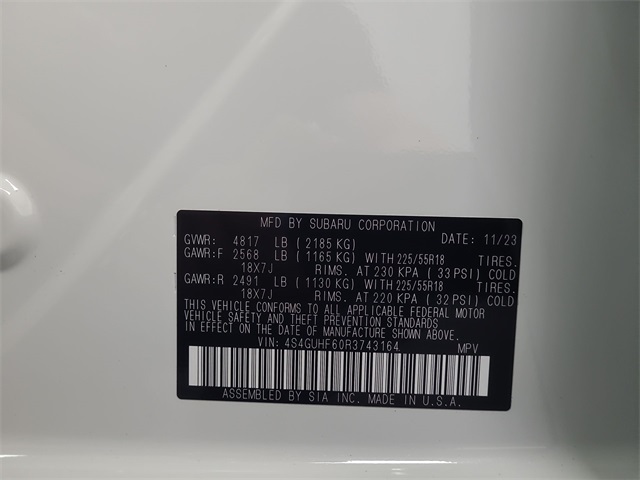 MFD BY SUBARU CORPORATION
GVWR: 4817 LB ( 2185 KG) DATE: 11/23
GAWR:F 2568 LB ( 1165 KG) WITH 225/55R18 TIRES.
18X7J RIMS. AT 230 KPA ( 33 PSI) COLD
GAWR:R 2491 LB ( 1130 KG) WITH 225/55R18 TIRES.
18X7J RIMS. AT 220 KPA ( 32 PSI) COLD
THIS VEHICLE CONFORMS TO ALL APPLICABLE FEDERAL MOTOR
VEHICLE SAFETY AND THEFT PREVENTION STANDARDS
IN EFFECT ON THE DATE OF MANUFACTURE SHOWN ABOVE.
VIN: 4S4GUHF60R3743164 MPV
ASSEMBLED BY SIA INC. MADE IN U.S.A.